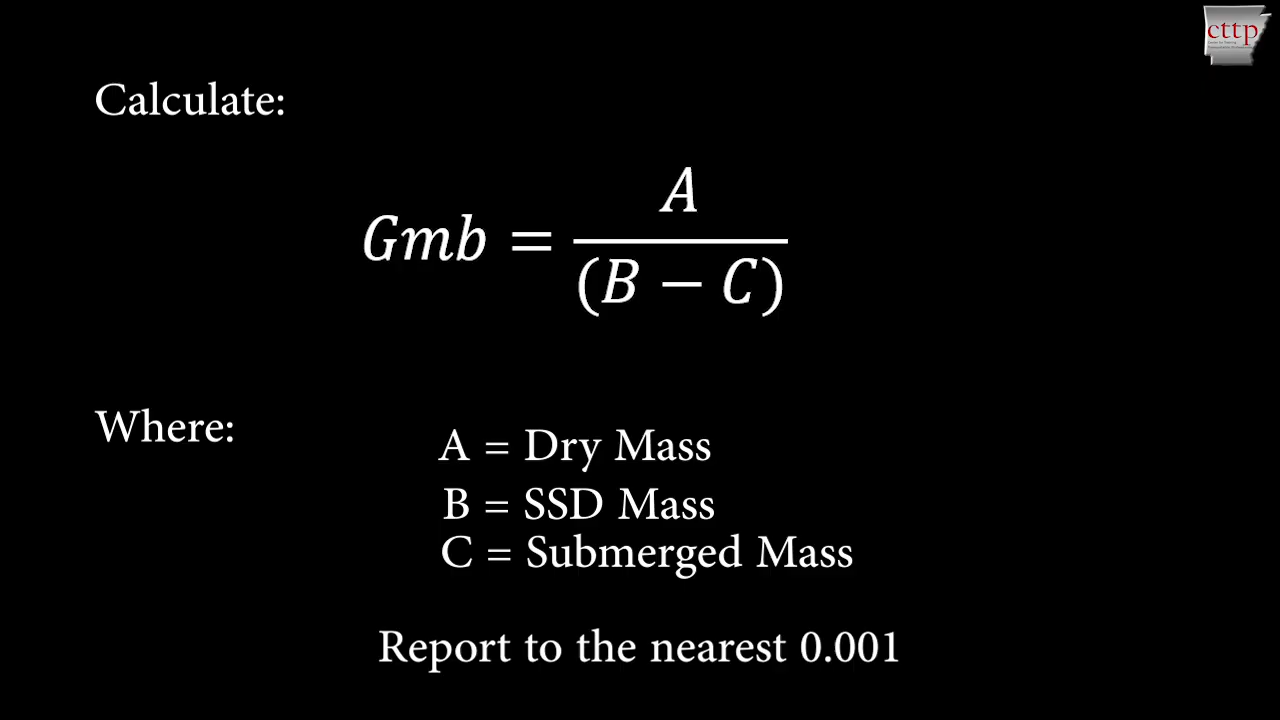 cttp
Calculate:
Gmb = A / (B − C)
Where:
A = Dry Mass
B = SSD Mass
C = Submerged Mass
Report to the nearest 0.001